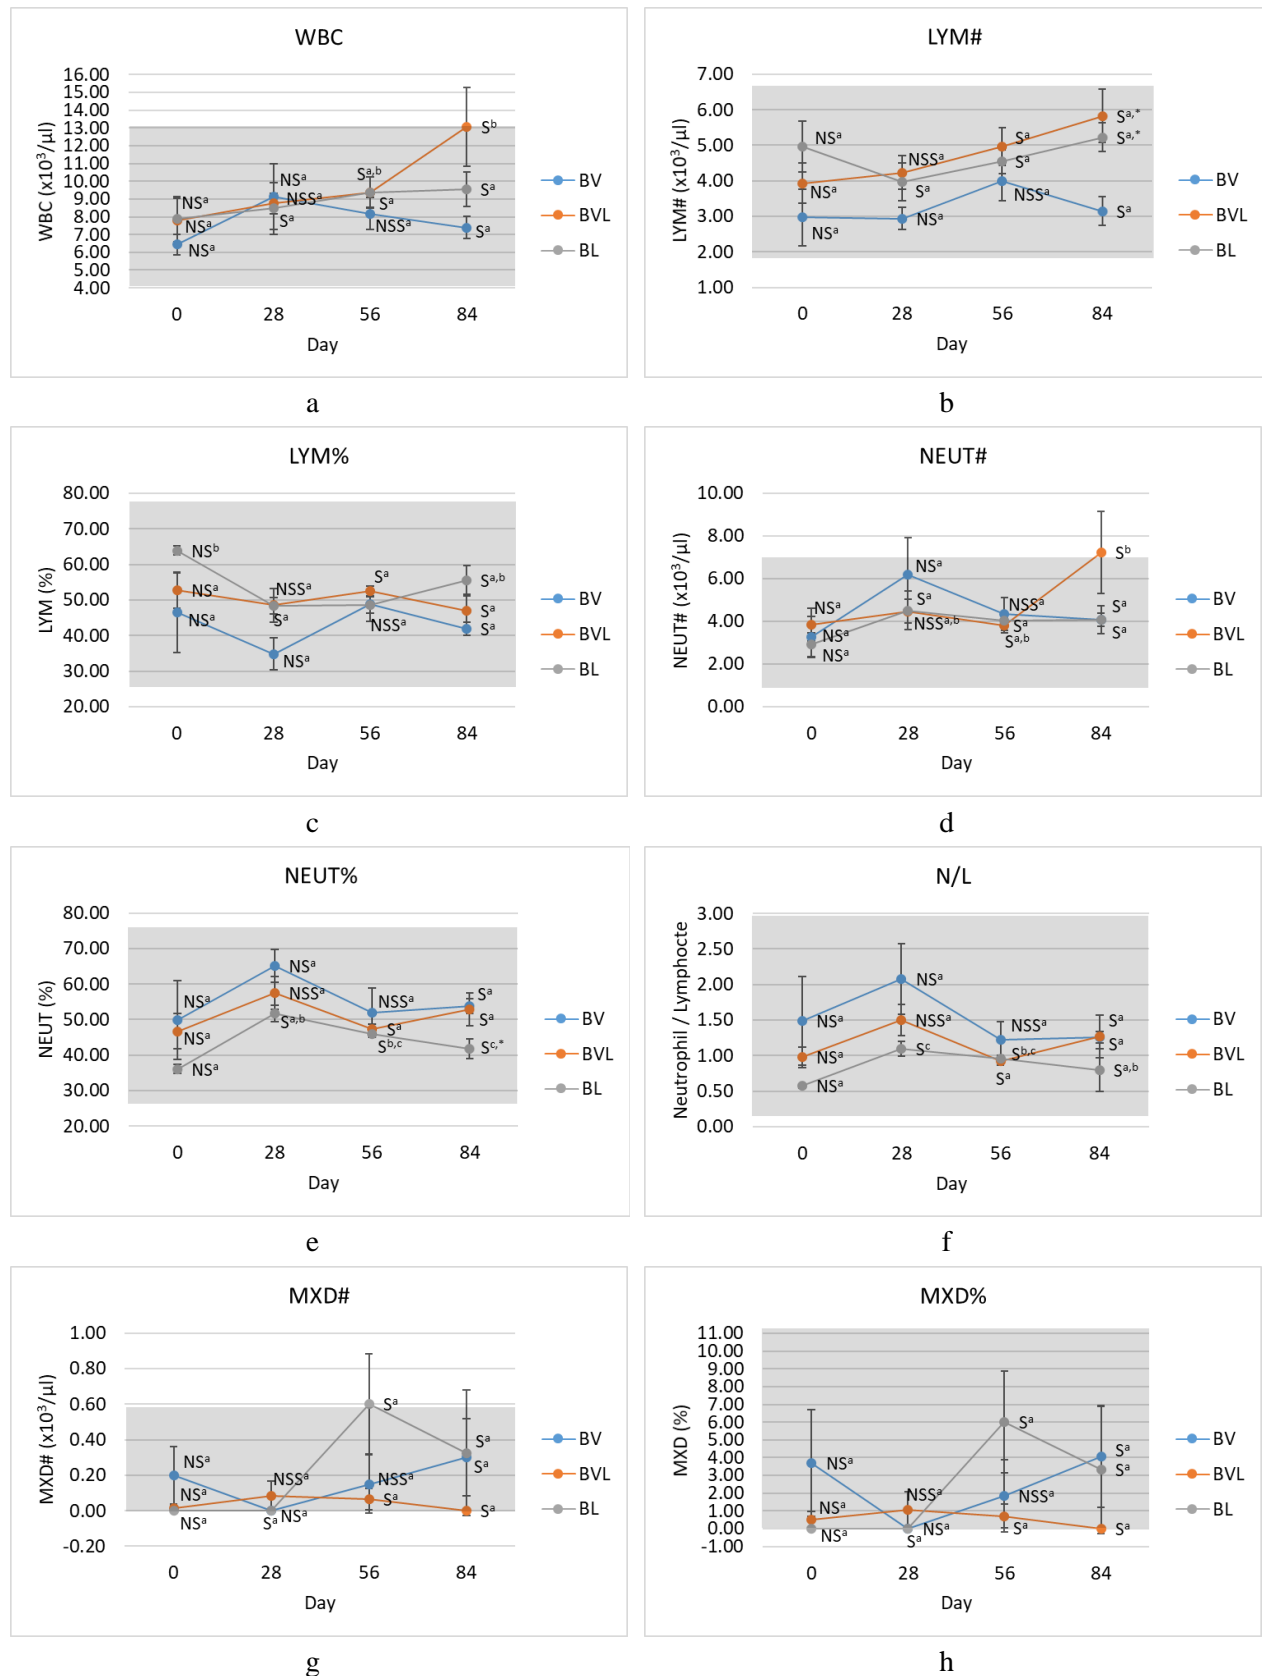 WBC
16.00
15.00
14.00
13.00
12.00
11.00
10.00
9.00
8.00
7.00
6.00
5.00
4.00
WBC (x10³/µl)
NSᵃ
NSᵃ
NSᵃ
NSᵃ
NSSᵃ
Sᵃ
Sᵃ,ᵇ
Sᵃ
NSSᵃ
Sᵇ
Sᵃ
Sᵃ
0 28 56 84
Day
BV
BVL
BL
a
LYM#
7.00
6.00
5.00
4.00
3.00
2.00
1.00
LYM# (x10³/µl)
NSᵃ
NSᵃ
NSᵃ
NSSᵃ
Sᵃ
NSᵃ
Sᵃ
Sᵃ
NSSᵃ
Sᵃ,*
Sᵃ,*
Sᵃ
0 28 56 84
Day
BV
BVL
BL
b
LYM%
80.00
70.00
60.00
50.00
40.00
30.00
20.00
LYM (%)
NSᵇ
NSᵃ
NSᵃ
NSSᵃ
Sᵃ
NSᵃ
Sᵃ
NSSᵃ
Sᵃ,ᵇ
Sᵃ
Sᵃ
0 28 56 84
Day
BV
BVL
BL
c
NEUT#
10.00
8.00
6.00
4.00
2.00
0.00
NEUT# (x10³/µl)
NSᵃ
NSᵃ
NSᵃ
NSᵃ
Sᵃ
NSSᵃ,ᵇ
NSSᵃ
Sᵃ
Sᵃ,ᵇ
Sᵇ
Sᵃ
Sᵃ
0 28 56 84
Day
BV
BVL
BL
d
NEUT%
80.00
70.00
60.00
50.00
40.00
30.00
20.00
NEUT (%)
NSᵃ
NSᵃ
NSᵃ
NSᵃ
NSSᵃ
Sᵃ,ᵇ
NSSᵃ
Sᵃ
Sᵇ,ᶜ
Sᵃ
Sᵃ
Sᶜ,*
0 28 56 84
Day
BV
BVL
BL
e
N/L
3.00
2.50
2.00
1.50
1.00
0.50
0.00
Neutrophil / Lymphocte
NSᵃ
NSᵃ
NSᵃ
NSᵃ
NSSᵃ
Sᶜ
NSSᵃ
Sᵇ,ᶜ
Sᵃ
Sᵃ
Sᵃ
Sᵃ,ᵇ
0 28 56 84
Day
BV
BVL
BL
f
MXD#
1.00
0.80
0.60
0.40
0.20
0.00
-0.20
MXD# (x10³/µl)
NSᵃ
NSᵃ
NSᵃ
NSSᵃ
Sᵃ
NSᵃ
Sᵃ
NSSᵃ
Sᵃ
Sᵃ
Sᵃ
Sᵃ
0 28 56 84
Day
BV
BVL
BL
g
MXD%
11.00
10.00
9.00
8.00
7.00
6.00
5.00
4.00
3.00
2.00
1.00
0.00
-1.00
MXD (%)
NSᵃ
NSᵃ
NSᵃ
NSSᵃ
Sᵃ
NSᵃ
Sᵃ
NSSᵃ
Sᵃ
Sᵃ
Sᵃ
Sᵃ
0 28 56 84
Day
BV
BVL
BL
h